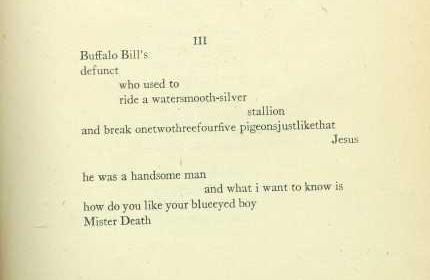 III
Buffalo Bill's
defunct
who used to
ride a watersmooth-silver
stallion
and break onetwothreefourfive pigeonsjustlikethat
Jesus
he was a handsome man
and what i want to know is
how do you like your blueeyed boy
Mister Death